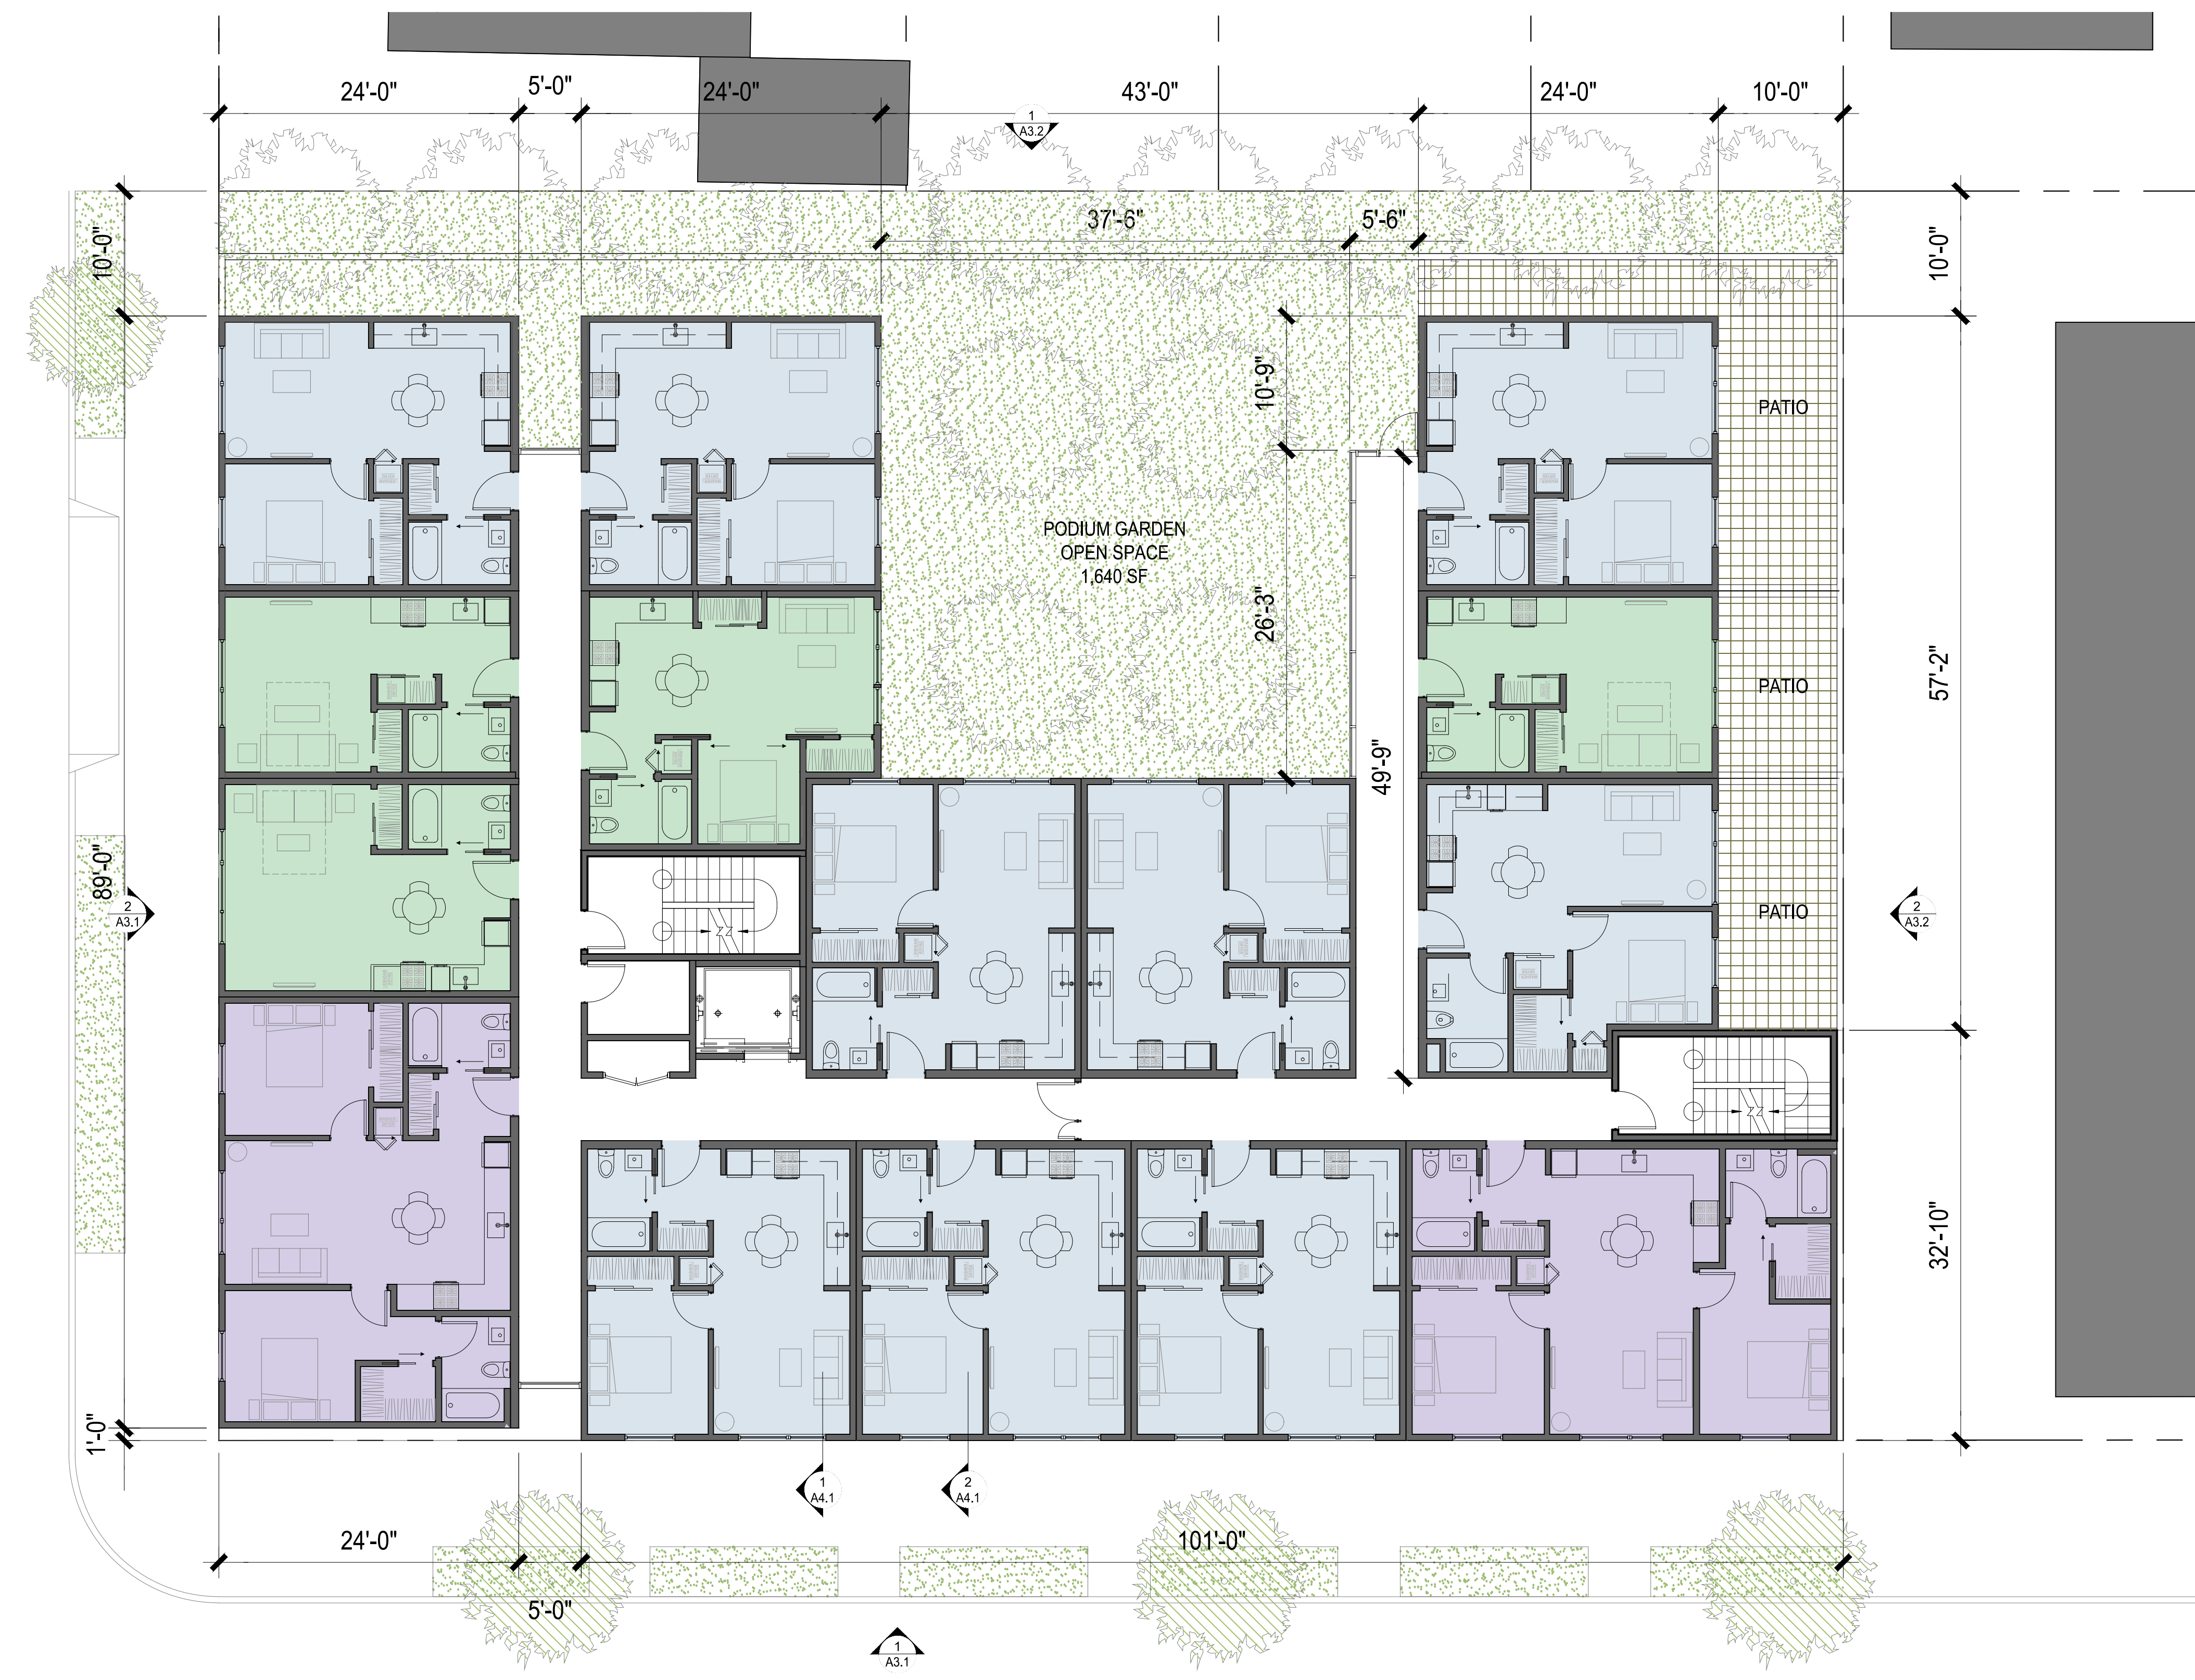 24'-0"
5'-0"
24'-0"
43'-0"
24'-0"
10'-0"
1
A3.2
37'-6"
5'-6"
10'-0"
10'-0"
10'-9"
PATIO
PODIUM GARDEN
OPEN SPACE
1,640 SF
26'-3"
PATIO
57'-2"
49'-9"
89'-0"
2
A3.1
PATIO
2
A3.2
32'-10"
1'-0"
1
A4.1
2
A4.1
24'-0"
101'-0"
5'-0"
1
A3.1